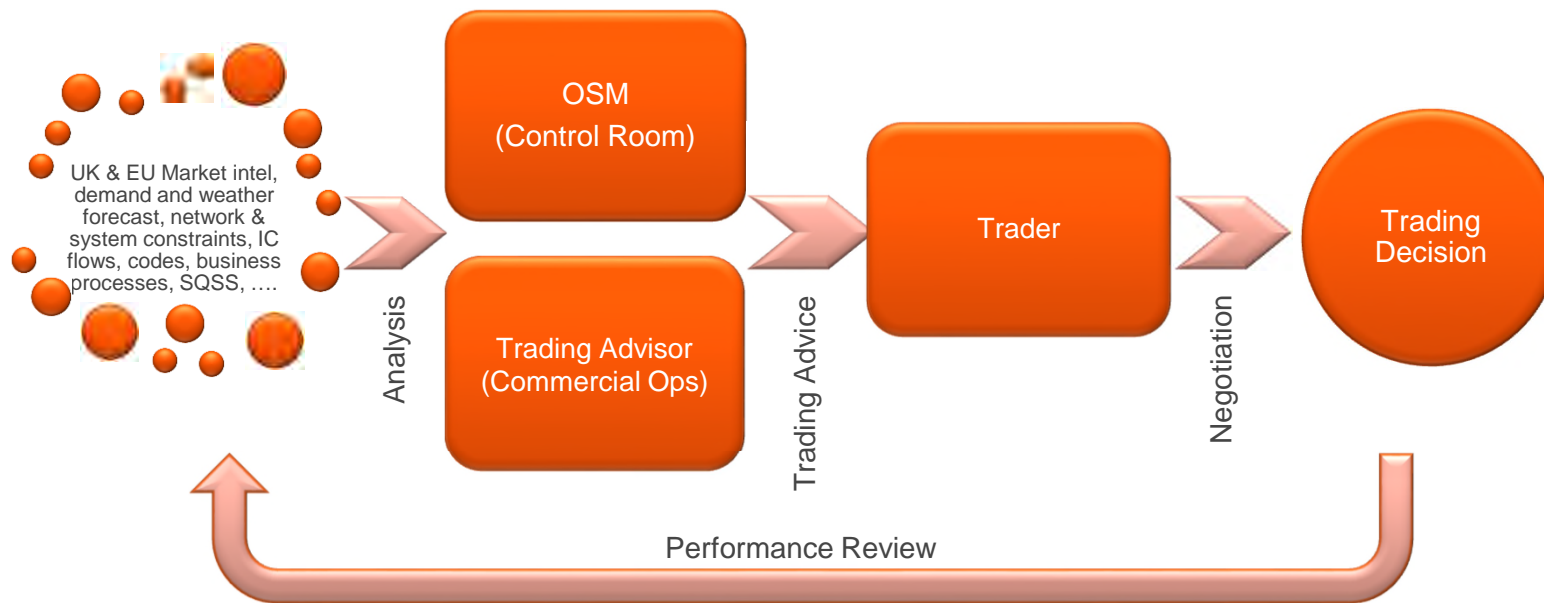 UK & EU Market intel,
demand and weather
forecast, network &
system constraints, IC
flows, codes, business
processes, SQSS, ....
Analysis
OSM
(Control Room)
Trading Advisor
(Commercial Ops)
Trading Advice
Trader
Negotiation
Trading
Decision
Performance Review